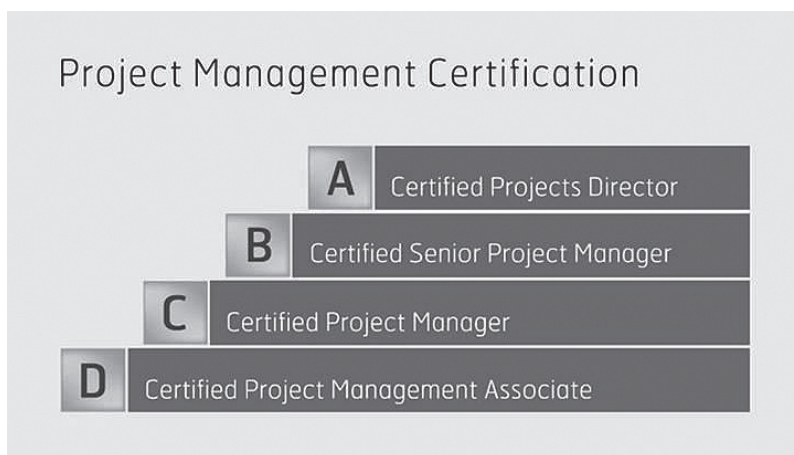 Project Management Certification
A Certified Projects Director
B Certified Senior Project Manager
C Certified Project Manager
D Certified Project Management Associate